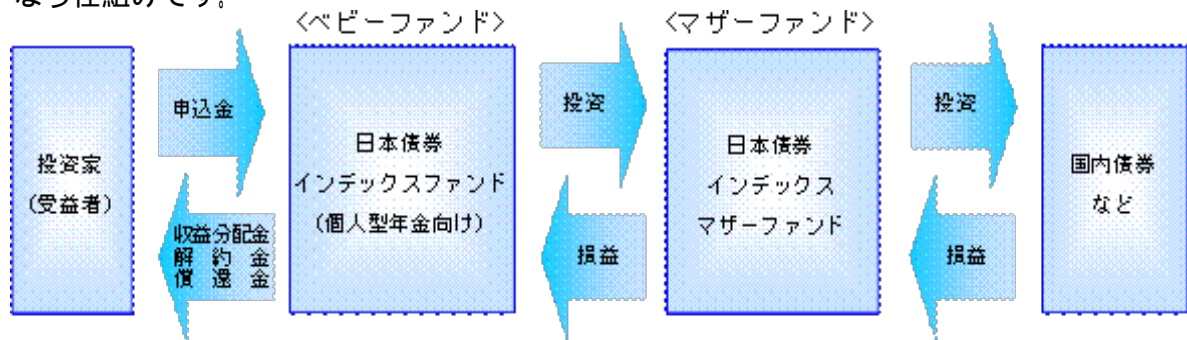 なう仕組みです。
〈ベビーファンド〉
〈マザーファンド〉
投資家
(受益者)
申込金
収益分配金
解約金
償還金
日本債券
インデックスファンド
(個人型年金向け)
投資
損益
日本債券
インデックス
マザーファンド
投資
損益
国内債券
など